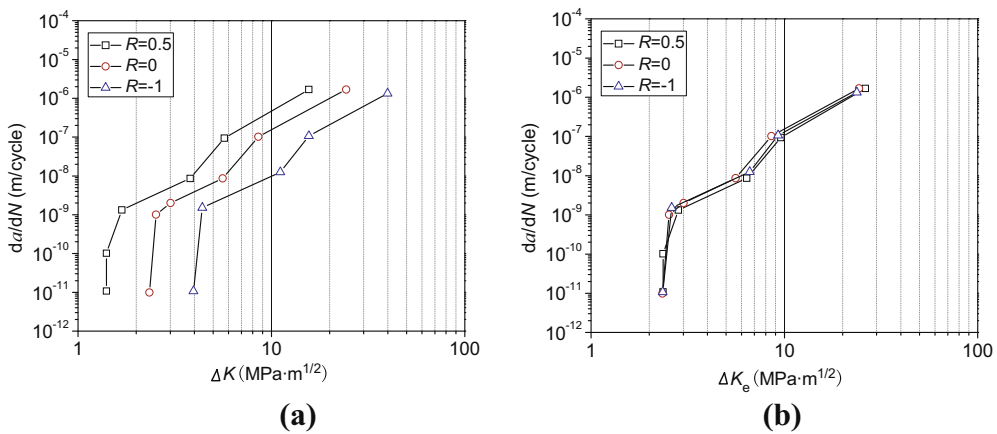 10⁻⁴
10⁻⁵
10⁻⁶
10⁻⁷
10⁻⁸
10⁻⁹
10⁻¹⁰
10⁻¹¹
10⁻¹²
da/dN (m/cycle)
R=0.5
R=0
R=-1
1
10
100
ΔK (MPa·m¹/²)
(a)
10⁻⁴
10⁻⁵
10⁻⁶
10⁻⁷
10⁻⁸
10⁻⁹
10⁻¹⁰
10⁻¹¹
10⁻¹²
da/dN (m/cycle)
R=0.5
R=0
R=-1
1
10
100
ΔKₑ (MPa·m¹/²)
(b)